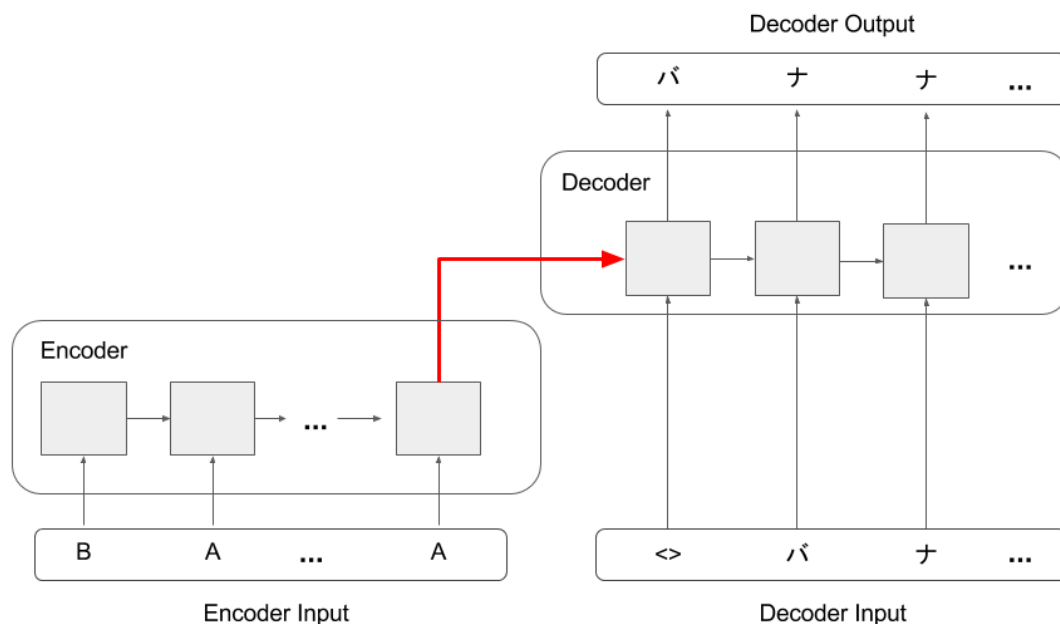 Decoder Output
バ ナ ナ ...
Decoder
...
Encoder
...
B A ... A
<> バ ナ ...
Encoder Input
Decoder Input